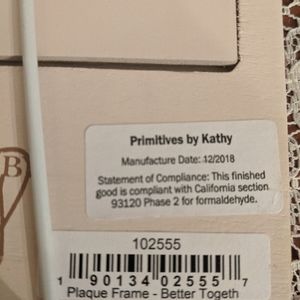 B
Primitives by Kathy
Manufacture Date: 12/2018
Statement of Compliance: This finished
good is compliant with California section
93120 Phase 2 for formaldehyde.
102555
1 90134 02555 7
Plaque Frame - Better Togeth